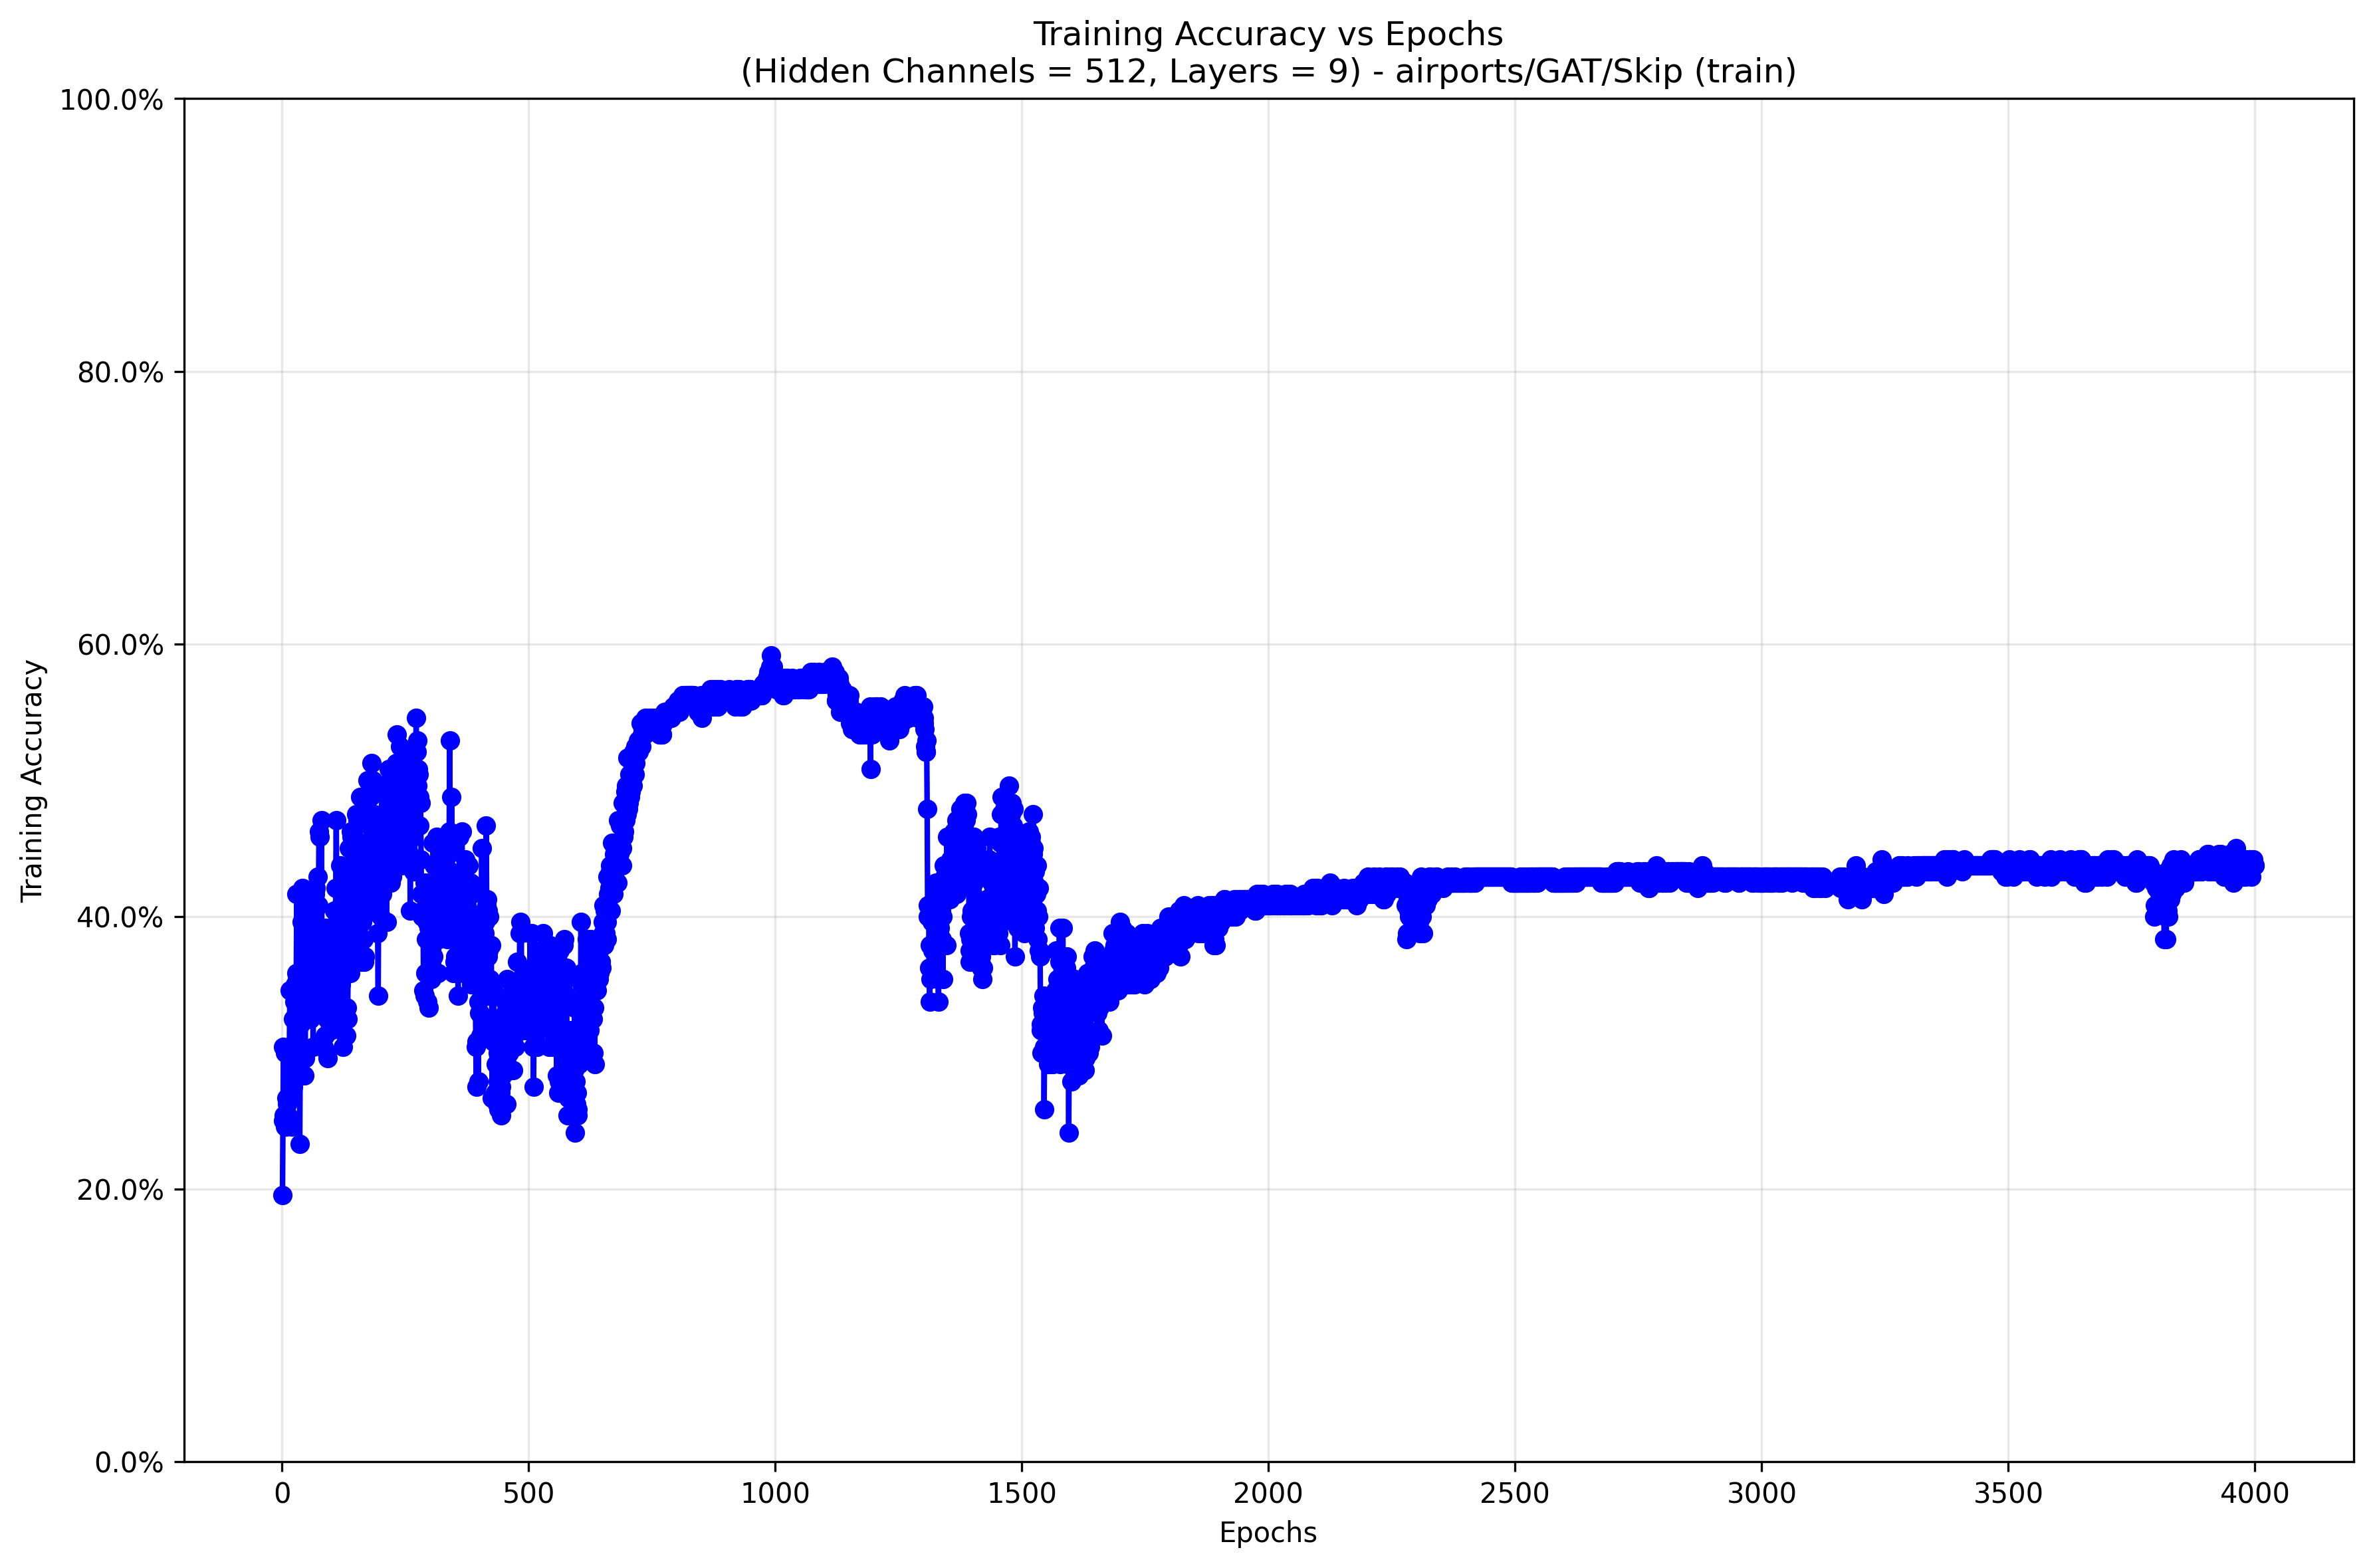 Training Accuracy vs Epochs
(Hidden Channels = 512, Layers = 9) - airports/GAT/Skip (train)
100.0%
80.0%
60.0%
40.0%
20.0%
0.0%
Training Accuracy
0 500 1000 1500 2000 2500 3000 3500 4000
Epochs